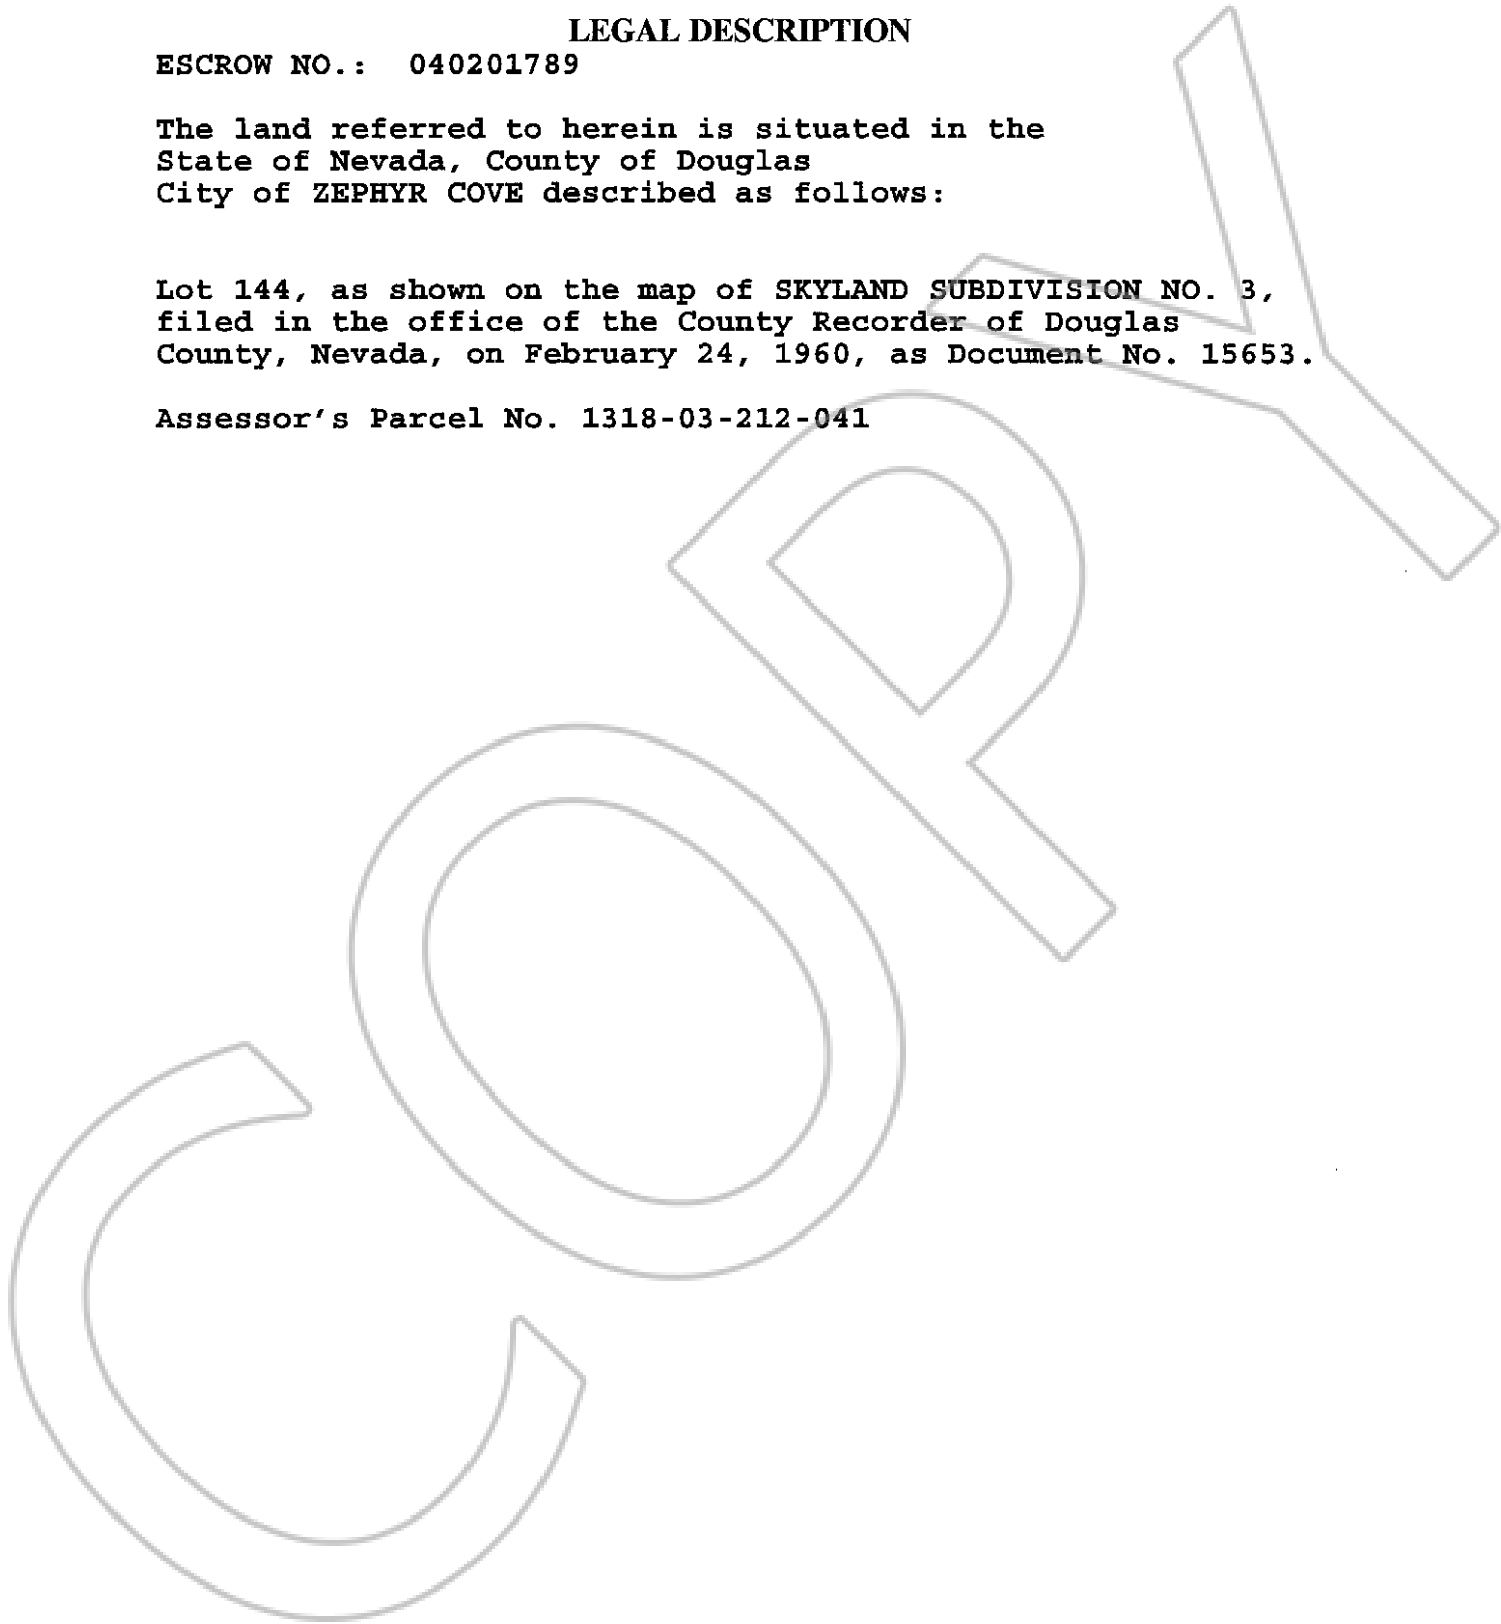 LEGAL DESCRIPTION
ESCROW NO.: 040201789
The land referred to herein is situated in the
State of Nevada, County of Douglas
City of ZEPHYR COVE described as follows:
Lot 144, as shown on the map of SKYLAND SUBDIVISION NO. 3,
filed in the office of the County Recorder of Douglas
County, Nevada, on February 24, 1960, as Document No. 15653.
Assessor's Parcel No. 1318-03-212-041
COPY